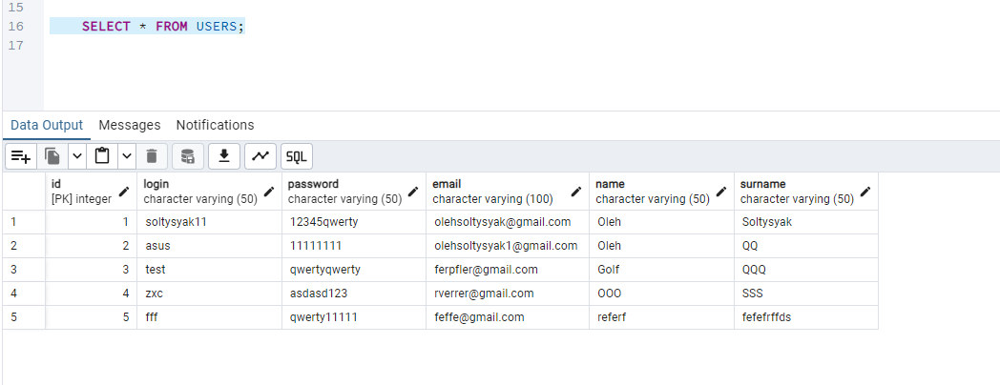 15
16 SELECT * FROM USERS;
17
Data Output Messages Notifications
SQL
id login password email name surname
[PK] integer character varying (50) character varying (50) character varying (100) character varying (50) character varying (50)
1 1 soltysyak11 12345qwerty olehsoltysyak@gmail.com Oleh Soltysyak
2 2 asus 11111111 olehsoltysyak1@gmail.com Oleh QQ
3 3 test qwertyqwerty ferpfler@gmail.com Golf QQQ
4 4 zxc asdasd123 rverrer@gmail.com OOO SSS
5 5 fff qwerty11111 feffe@gmail.com referf fefefrffds